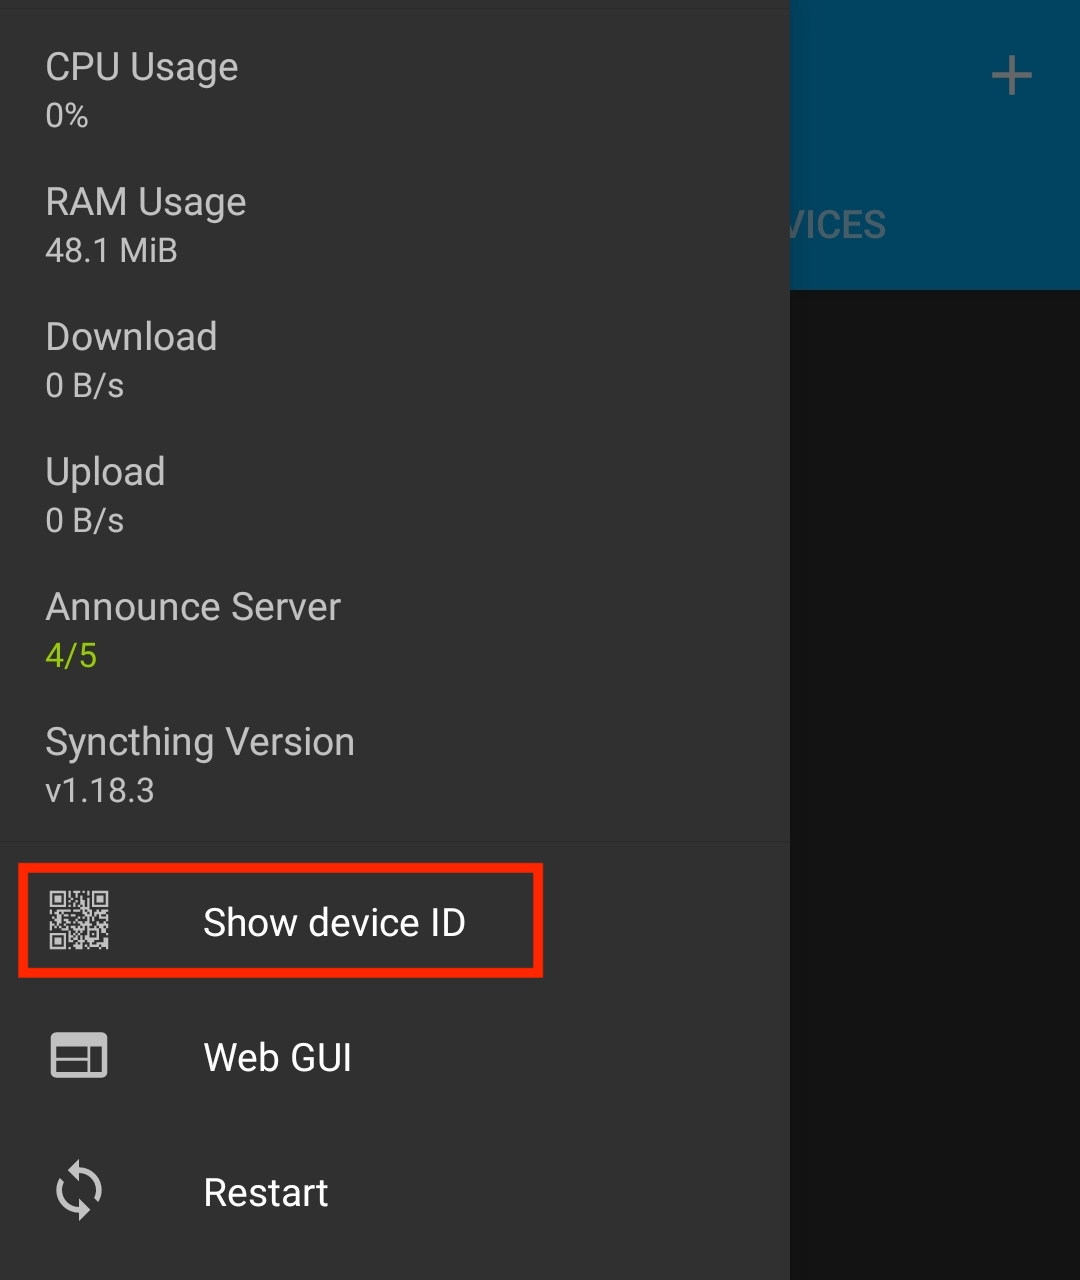 CPU Usage
0%
RAM Usage
48.1 MiB
Download
0 B/s
Upload
0 B/s
Announce Server
4/5
Syncthing Version
v1.18.3
Show device ID
Web GUI
Restart
VICES